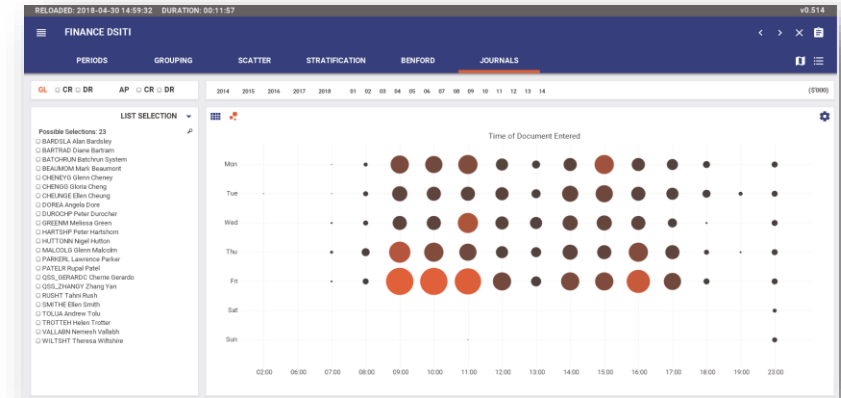 RELOADED: 2018-04-30 14:59:32 DURATION: 00:11:57 v0.514
FINANCE DSITI
PERIODS GROUPING SCATTER STRATIFICATION BENFORD JOURNALS
GL CR DR AP CR DR 2014 2015 2016 2017 2018 01 02 03 04 05 06 07 08 09 10 11 12 13 14 ($'000)
LIST SELECTION
Possible Selections: 23
BARDSLA Alan Bardsley
BARTRAD Diane Bartram
BATCHRUN Batchrun System
BEAUMOM Mark Beaumont
CHENEYG Glenn Cheney
CHENGG Gloria Cheng
CHEUNGE Ellen Cheung
DOREA Angela Dore
DUROCHP Peter Durocher
GREENM Melissa Green
HARTSHP Peter Hartshorn
HUTTONN Nigel Hutton
MALCOLG Glenn Malcolm
PARKERL Lawrence Parker
PATELR Rupal Patel
QSS_GERARDC Cherrie Gerardo
QSS_ZHANGY Zhang Yan
RUSHT Tahni Rush
SMITHE Ellen Smith
TOLUA Andrew Tolu
TROTTEH Helen Trotter
VALLABN Nemesh Vallabh
WILTSHT Theresa Wiltshire
Time of Document Entered
Mon
Tue
Wed
Thu
Fri
Sat
Sun
02:00 06:00 07:00 08:00 09:00 10:00 11:00 12:00 13:00 14:00 15:00 16:00 17:00 18:00 19:00 23:00